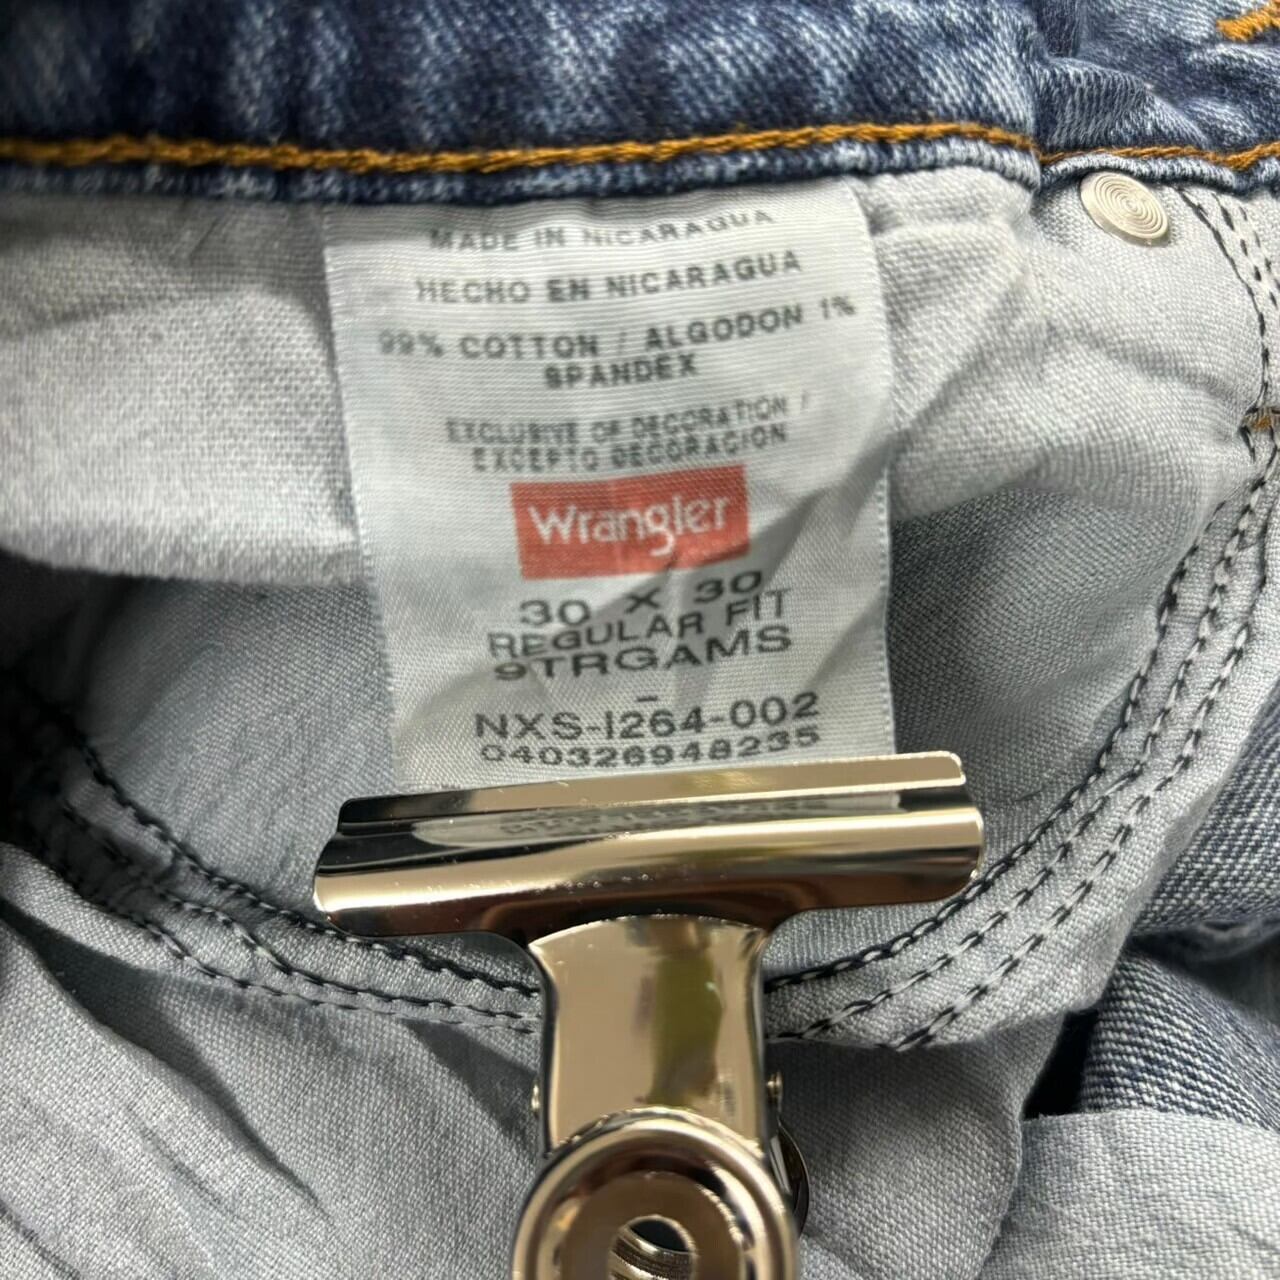 MADE IN NICARAGUA
HECHO EN NICARAGUA
99% COTTON / ALGODON 1%
SPANDEX
EXCLUSIVE OF DECORATION /
EXCEPTO DECORACION
Wrangler
30 X 30
REGULAR FIT
9TRGAMS
-
NXS-I264-002
040326948235